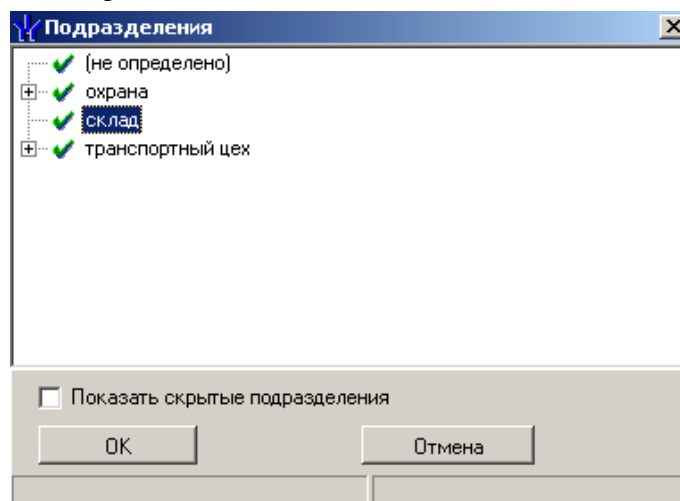 Подразделения
(не определено)
охрана
склад
транспортный цех
Показать скрытые подразделения
OK
Отмена